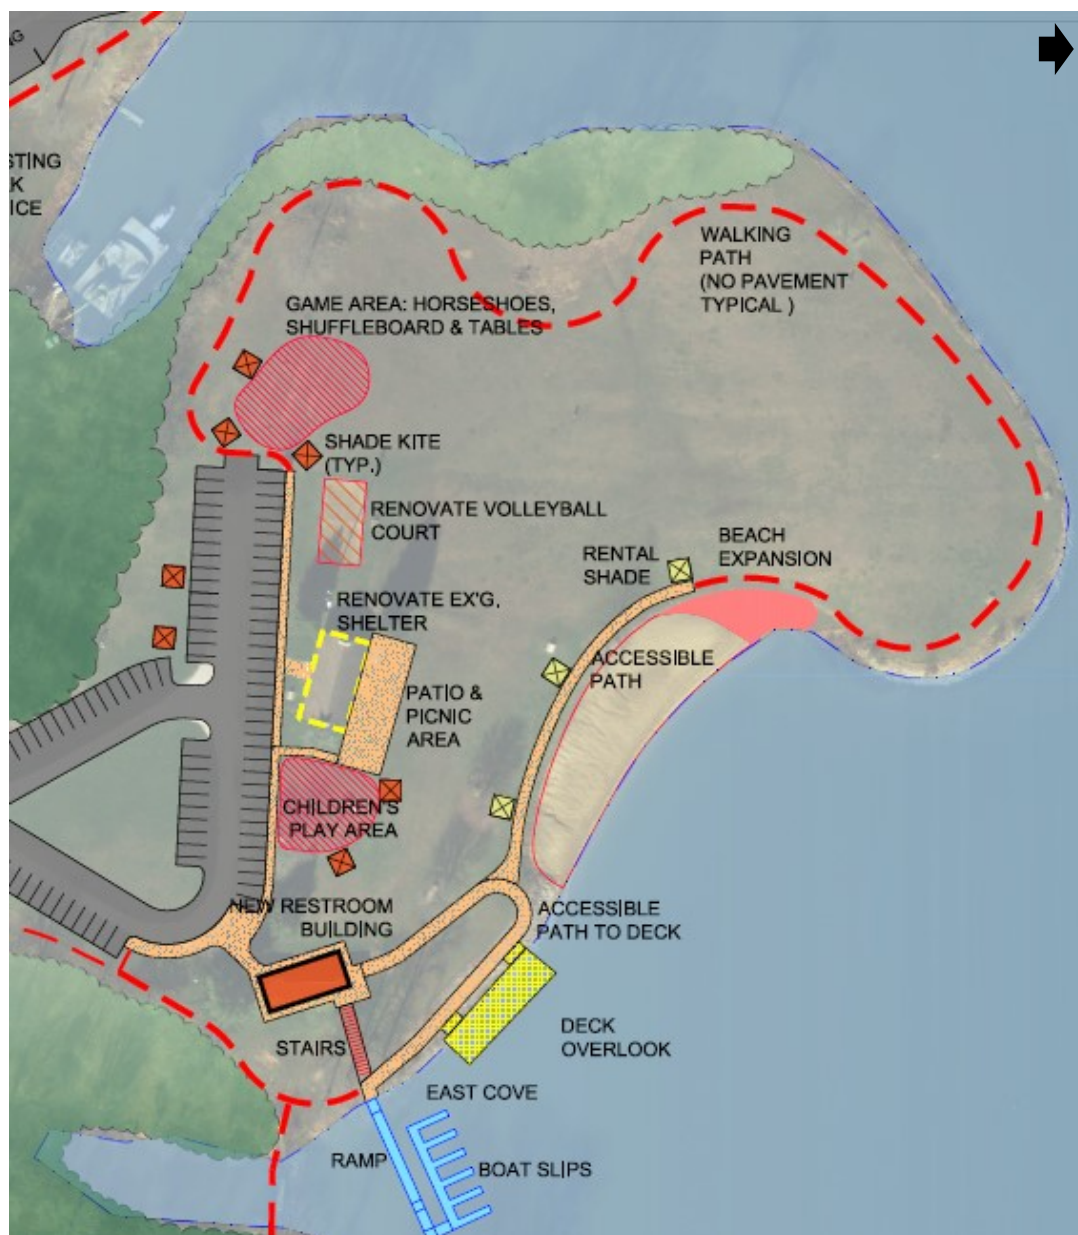 WALKING
PATH
(NO PAVEMENT
TYPICAL )
GAME AREA: HORSESHOES,
SHUFFLEBOARD & TABLES
SHADE KITE
(TYP.)
RENOVATE VOLLEYBALL
COURT
BEACH
EXPANSION
RENTAL
SHADE
RENOVATE EX'G.
SHELTER
ACCESSIBLE
PATH
PATIO &
PICNIC
AREA
CHILDREN'S
PLAY AREA
NEW RESTROOM
BUILDING
ACCESSIBLE
PATH TO DECK
DECK
OVERLOOK
STAIRS
EAST COVE
RAMP
BOAT SLIPS